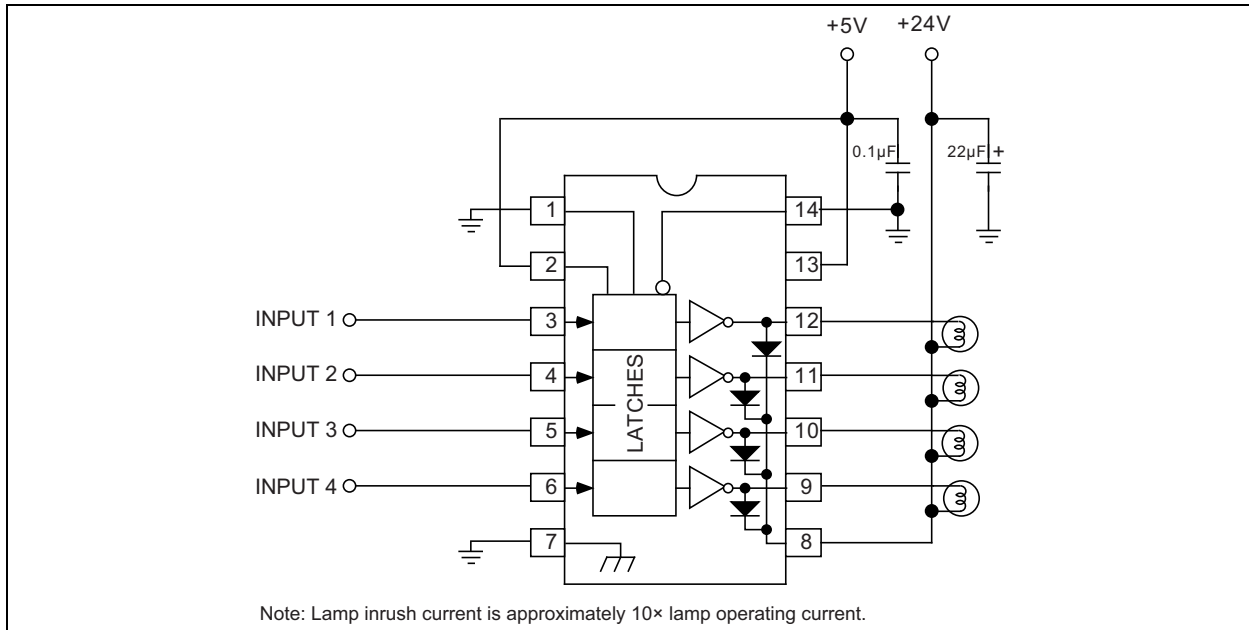 +5V +24V
0.1µF 22µF +
1 14
2 13
INPUT 1 3 12
INPUT 2 4 11
INPUT 3 5 10
INPUT 4 6 9
LATCHES
7 8
Note: Lamp inrush current is approximately 10× lamp operating current.